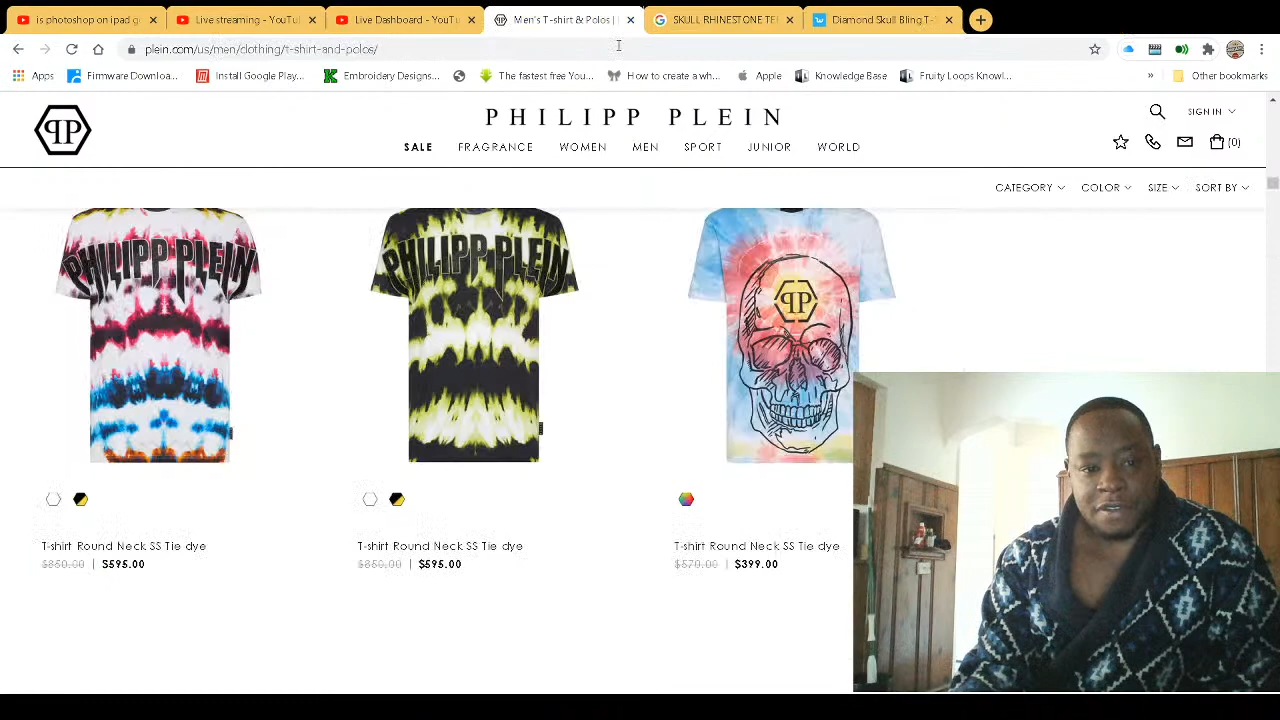 is photoshop on ipad g
Live streaming - YouTu
Live Dashboard - YouTu
Men's T-shirt & Polos |
SKULL RHINESTONE TE
Diamond Skull Bling T-
plein.com/us/men/clothing/t-shirt-and-polos/
Apps
Firmware Downloa...
Install Google Play...
Embroidery Designs...
The fastest free You...
How to create a wh...
Apple
Knowledge Base
Fruity Loops Knowl...
»
Other bookmarks
PP
PHILIPP PLEIN
SIGN IN
SALE FRAGRANCE WOMEN MEN SPORT JUNIOR WORLD
(0)
CATEGORY COLOR SIZE SORT BY
PHILIPP PLEIN
PHILIPP PLEIN
PP
T-shirt Round Neck SS Tie dye
$850.00 | $595.00
T-shirt Round Neck SS Tie dye
$850.00 | $595.00
T-shirt Round Neck SS Tie dye
$570.00 | $399.00